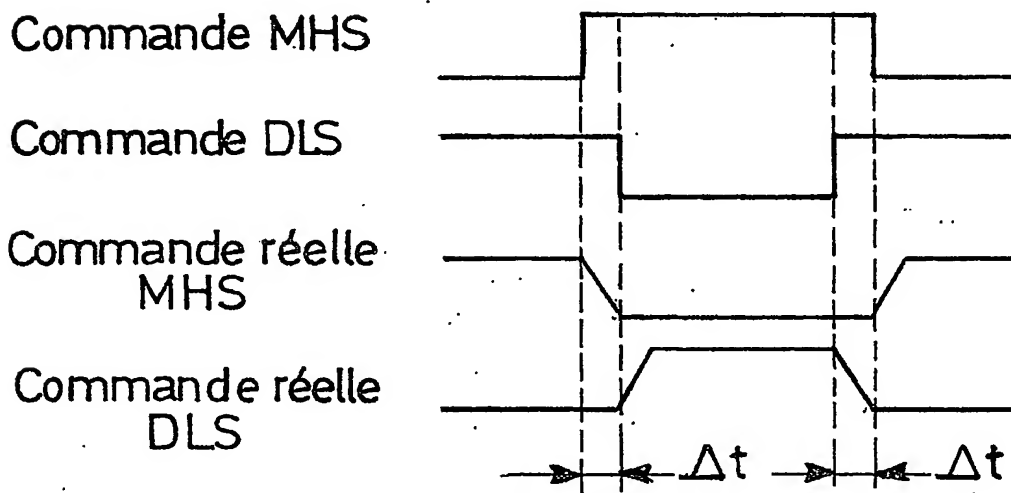 Commande MHS
Commande DLS
Commande réelle
MHS
Commande réelle
DLS
Δt
Δt